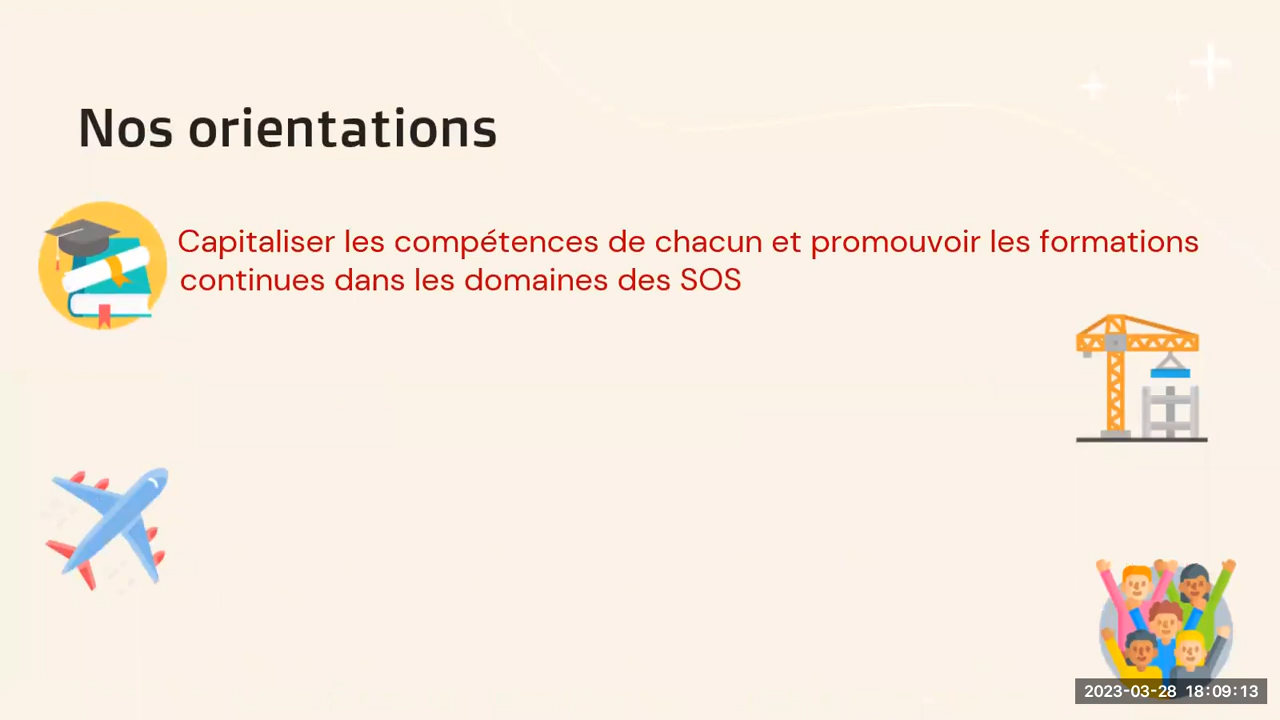 Nos orientations
Capitaliser les compétences de chacun et promouvoir les formations
continues dans les domaines des SOS
2023-03-28 18:09:13